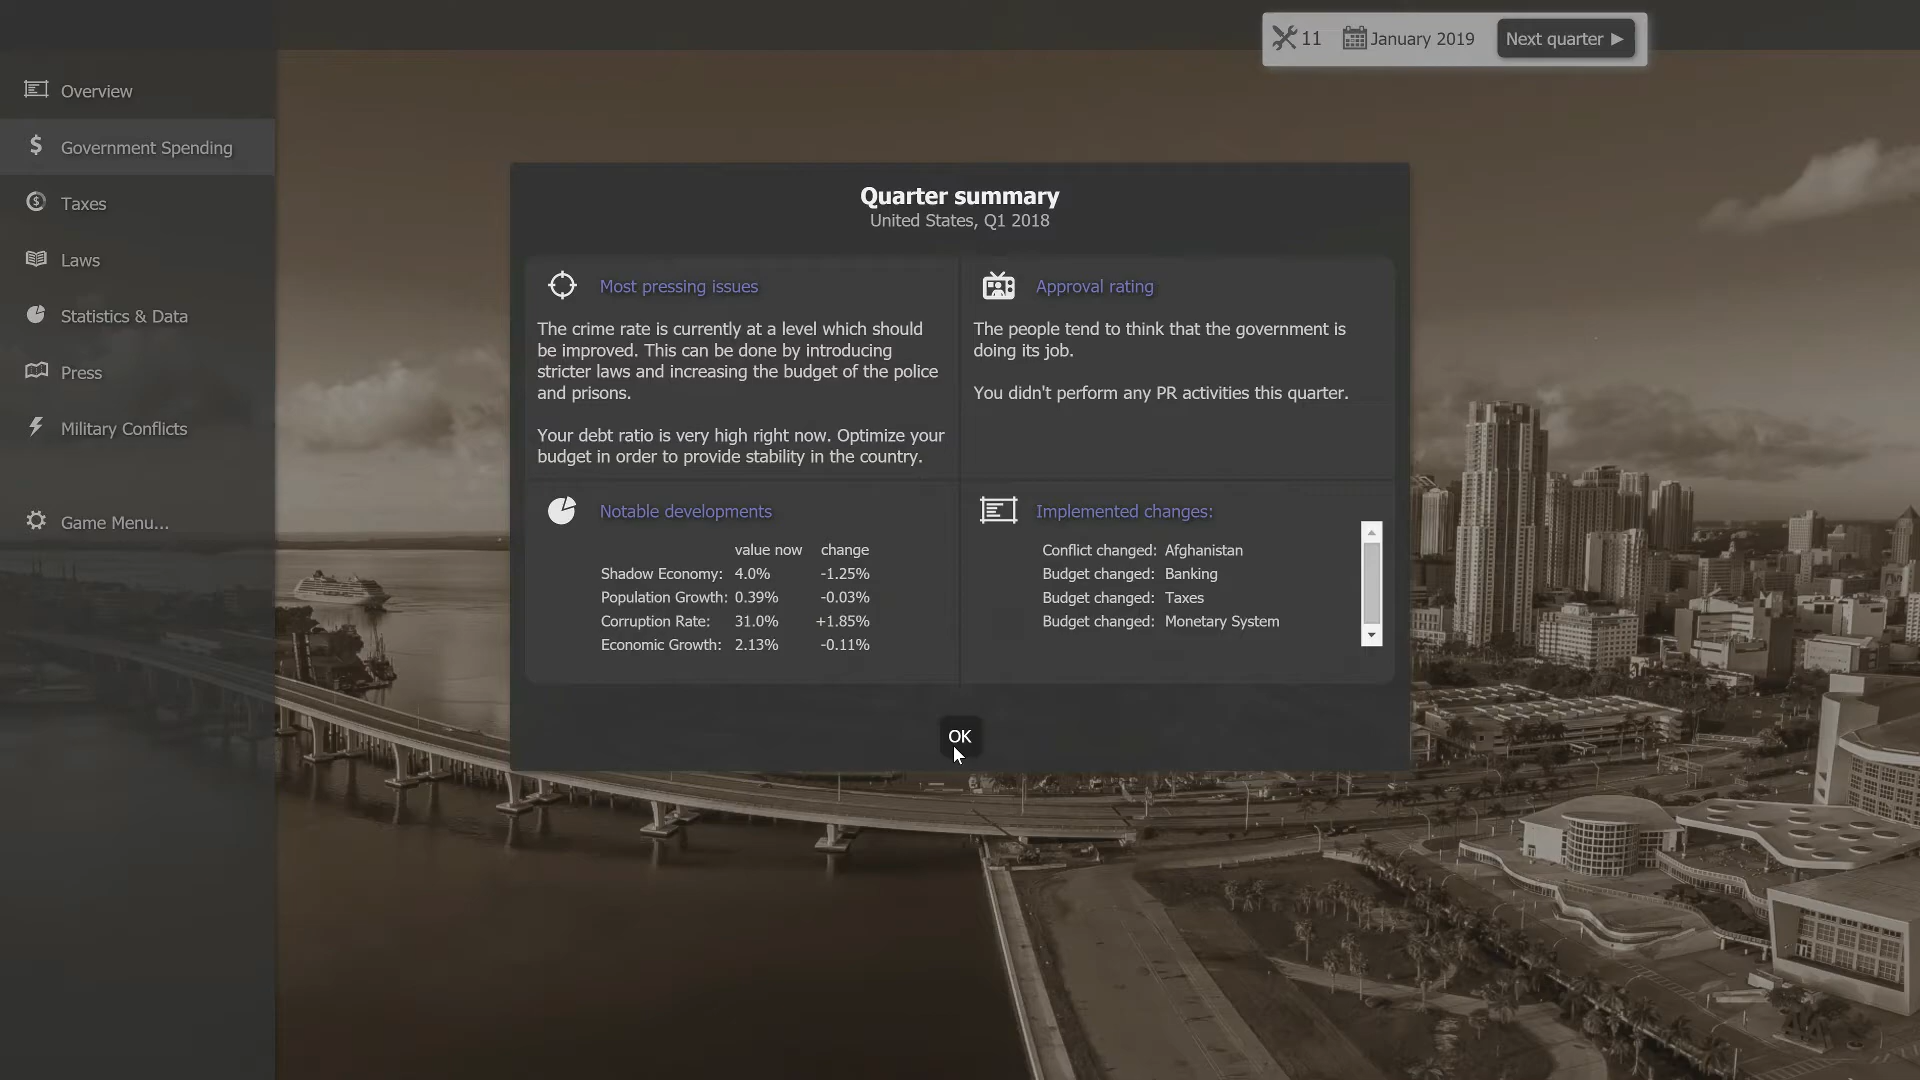 11 January 2019 Next quarter
Overview
Government Spending
Taxes
Laws
Statistics & Data
Press
Military Conflicts
Game Menu...
Quarter summary
United States, Q1 2018
Most pressing issues
The crime rate is currently at a level which should
be improved. This can be done by introducing
stricter laws and increasing the budget of the police
and prisons.
Your debt ratio is very high right now. Optimize your
budget in order to provide stability in the country.
Approval rating
The people tend to think that the government is
doing its job.
You didn't perform any PR activities this quarter.
Notable developments
value now change
Shadow Economy: 4.0% -1.25%
Population Growth: 0.39% -0.03%
Corruption Rate: 31.0% +1.85%
Economic Growth: 2.13% -0.11%
Implemented changes:
Conflict changed: Afghanistan
Budget changed: Banking
Budget changed: Taxes
Budget changed: Monetary System
OK